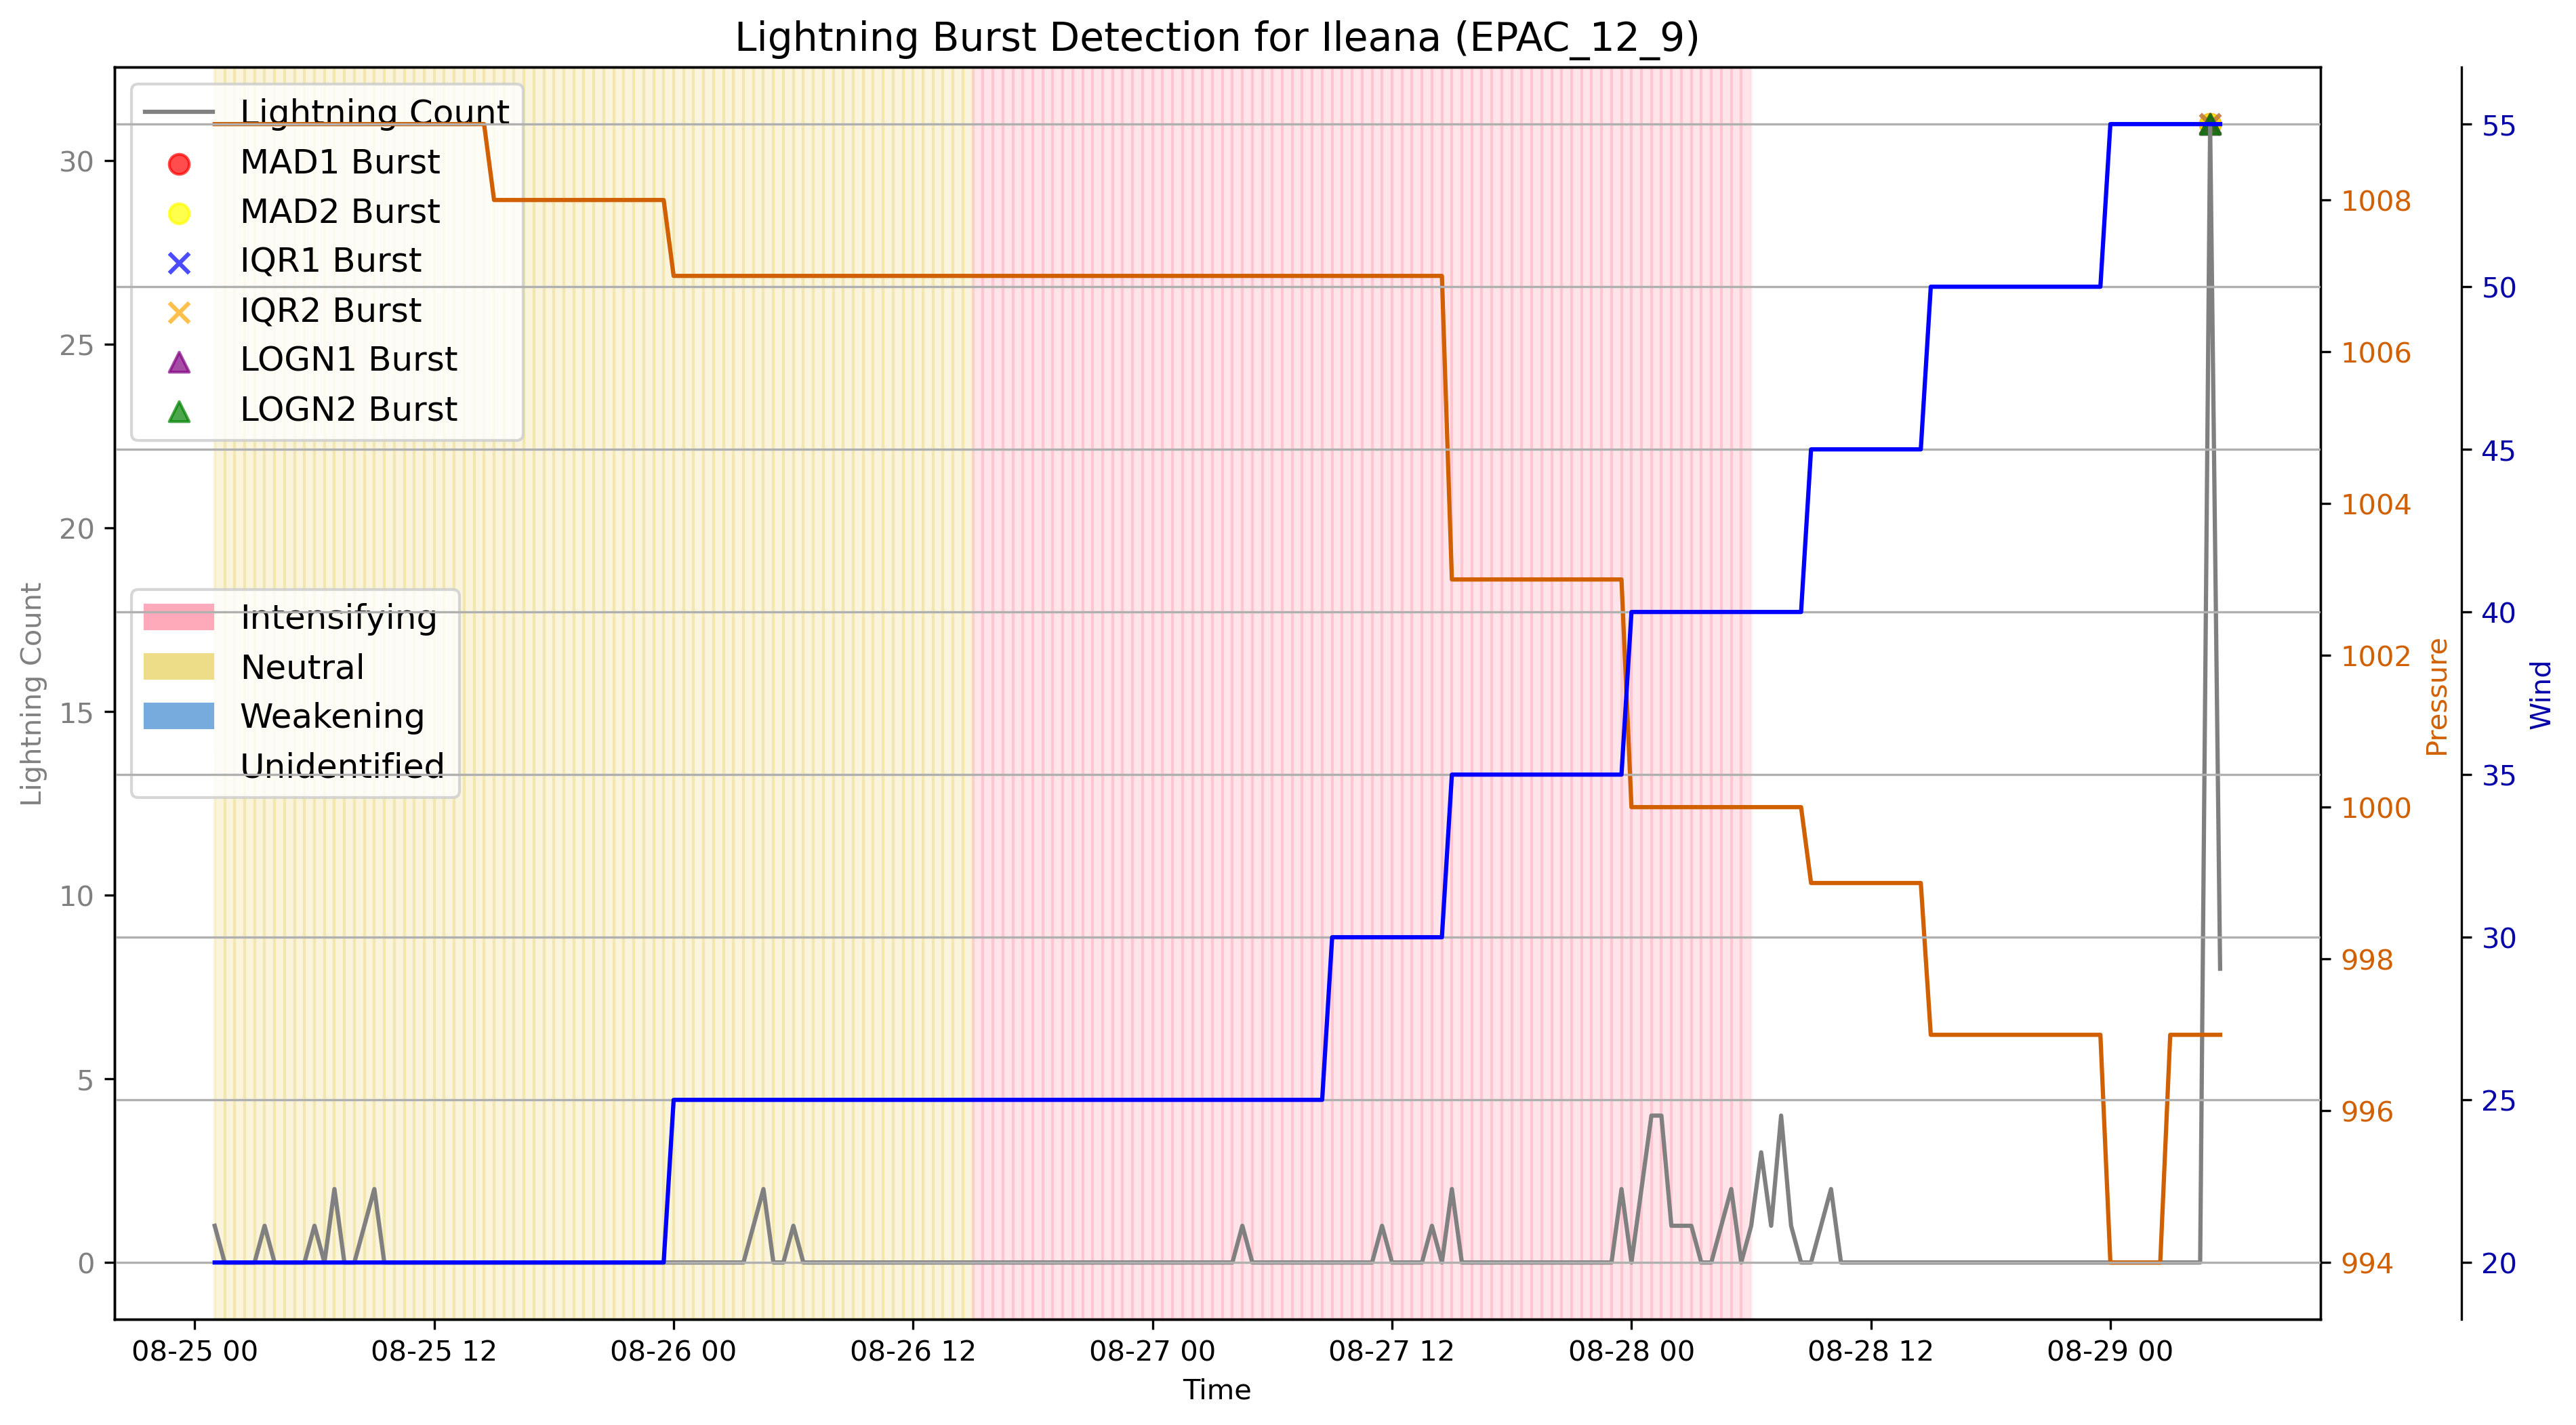 Lightning Burst Detection for Ileana (EPAC_12_9)
Lightning Count
MAD1 Burst
MAD2 Burst
IQR1 Burst
IQR2 Burst
LOGN1 Burst
LOGN2 Burst
Intensifying
Neutral
Weakening
Unidentified
Lightning Count
30
25
20
15
10
5
0
1008
1006
1004
1002
1000
998
996
994
Pressure
55
50
45
40
35
30
25
20
Wind
08-25 00
08-25 12
08-26 00
08-26 12
08-27 00
08-27 12
08-28 00
08-28 12
08-29 00
Time